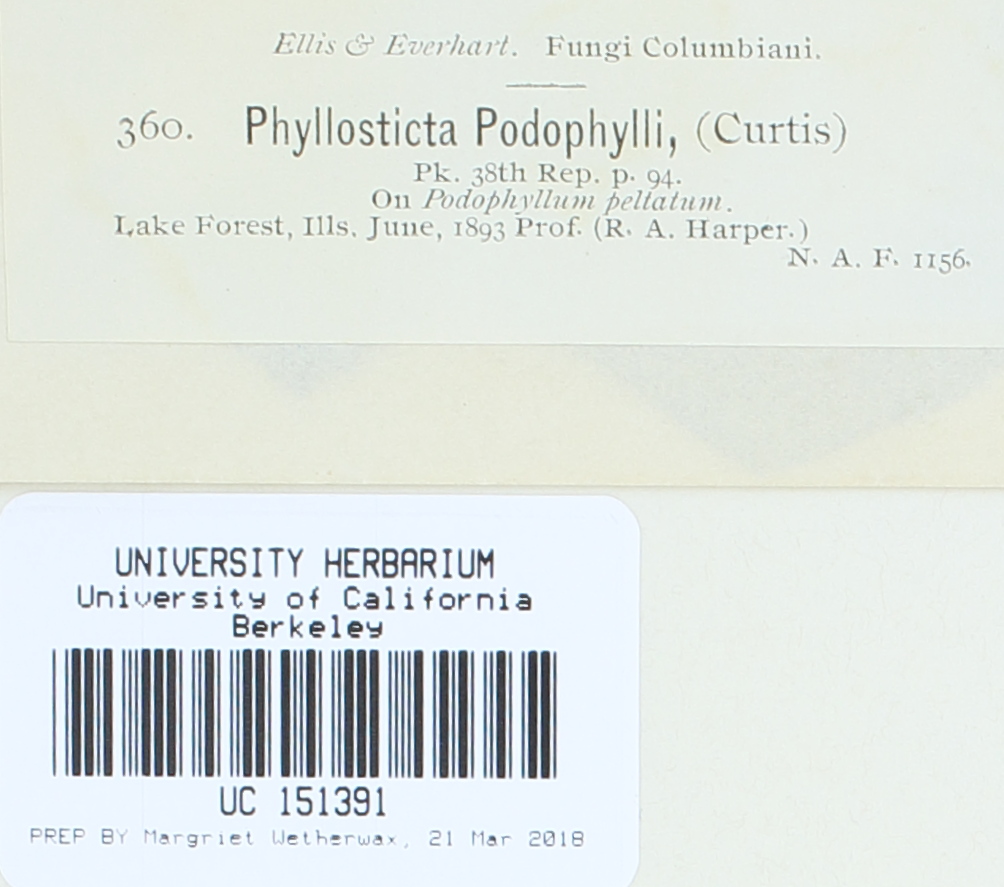 Ellis & Everhart. Fungi Columbiani.
360. Phyllosticta Podophylli, (Curtis)
Pk. 38th Rep. p. 94.
On Podophyllum peltatum.
Lake Forest, Ills. June, 1893 Prof. (R. A. Harper.)
N. A. F. 1156.
UNIVERSITY HERBARIUM
University of California
Berkeley
UC 151391
PREP BY Margriet Wetherwax, 21 Mar 2018